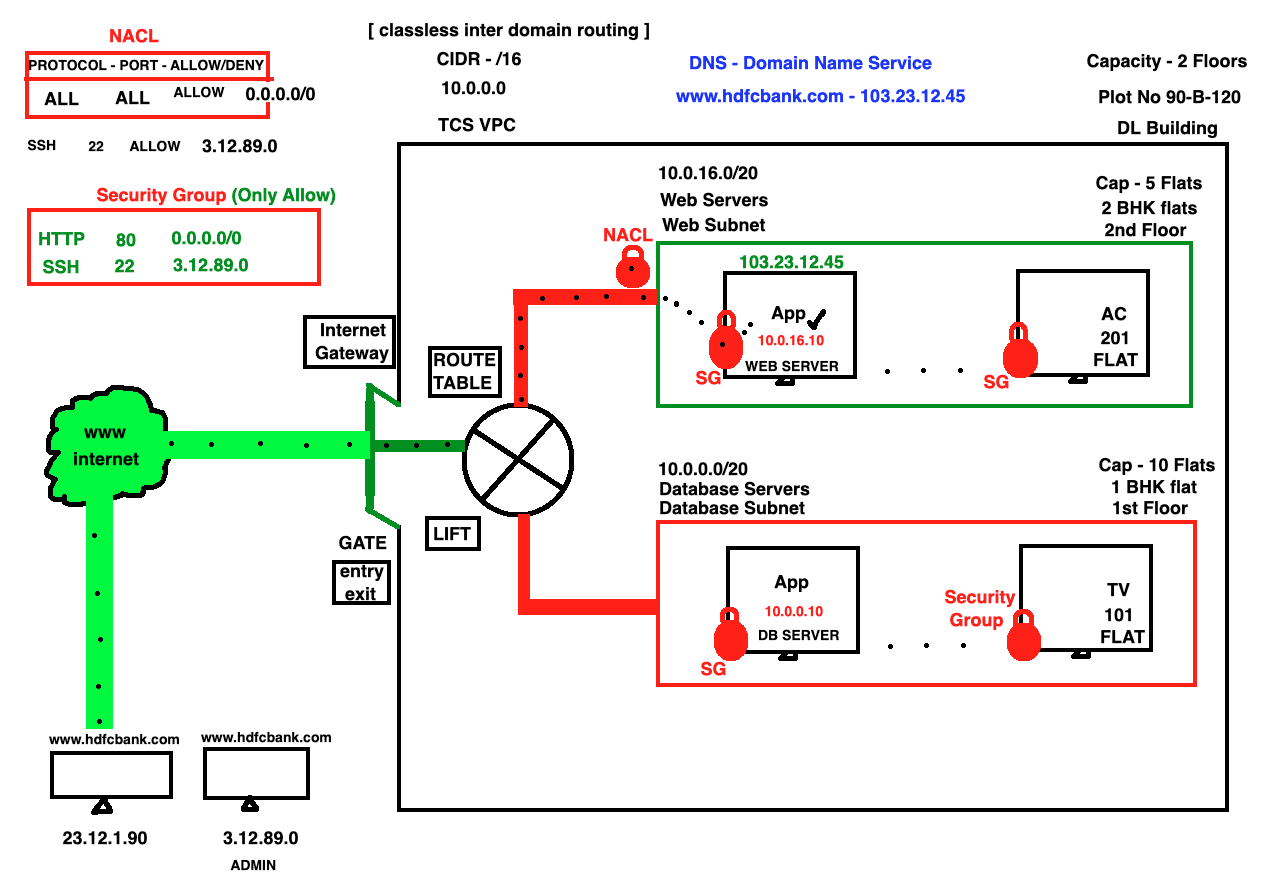 NACL
PROTOCOL - PORT - ALLOW/DENY
ALL ALL ALLOW 0.0.0.0/0
SSH 22 ALLOW 3.12.89.0
Security Group (Only Allow)
HTTP 80 0.0.0.0/0
SSH 22 3.12.89.0
[ classless inter domain routing ]
CIDR - /16
10.0.0.0
TCS VPC
DNS - Domain Name Service
www.hdfcbank.com - 103.23.12.45
Capacity - 2 Floors
Plot No 90-B-120
DL Building
10.0.16.0/20
Web Servers
Web Subnet
Cap - 5 Flats
2 BHK flats
2nd Floor
NACL
103.23.12.45
App
10.0.16.10
WEB SERVER
SG
AC
201
FLAT
SG
Internet
Gateway
ROUTE
TABLE
www
internet
LIFT
GATE
entry
exit
10.0.0.0/20
Database Servers
Database Subnet
Cap - 10 Flats
1 BHK flat
1st Floor
App
10.0.0.10
DB SERVER
SG
Security
Group
TV
101
FLAT
www.hdfcbank.com
www.hdfcbank.com
23.12.1.90
3.12.89.0
ADMIN